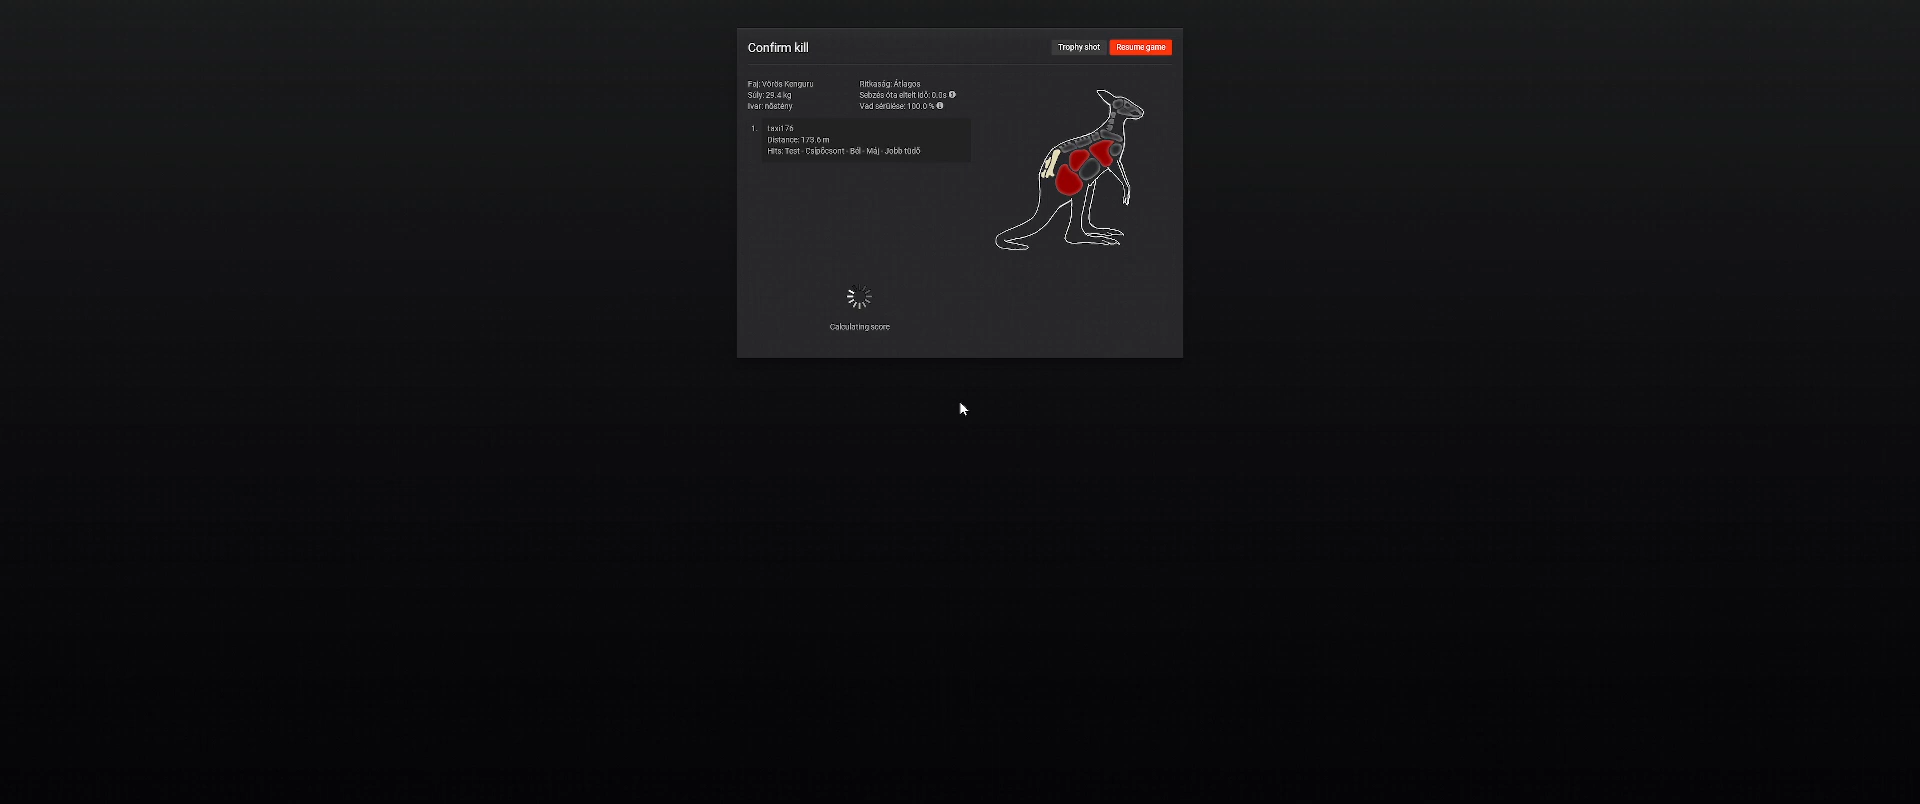 Confirm kill
Trophy shot
Resume game
Faj: Vörös Kenguru
Súly: 29.4 kg
Ivar: nőstény
Ritkaság: Átlagos
Sebzés óta eltelt idő: 0.0s
Vad sérülése: 100.0 %
1.
taxi176
Distance: 173.6 m
Hits: Test - Csípőcsont - Bél - Máj - Jobb tüdő
Calculating score